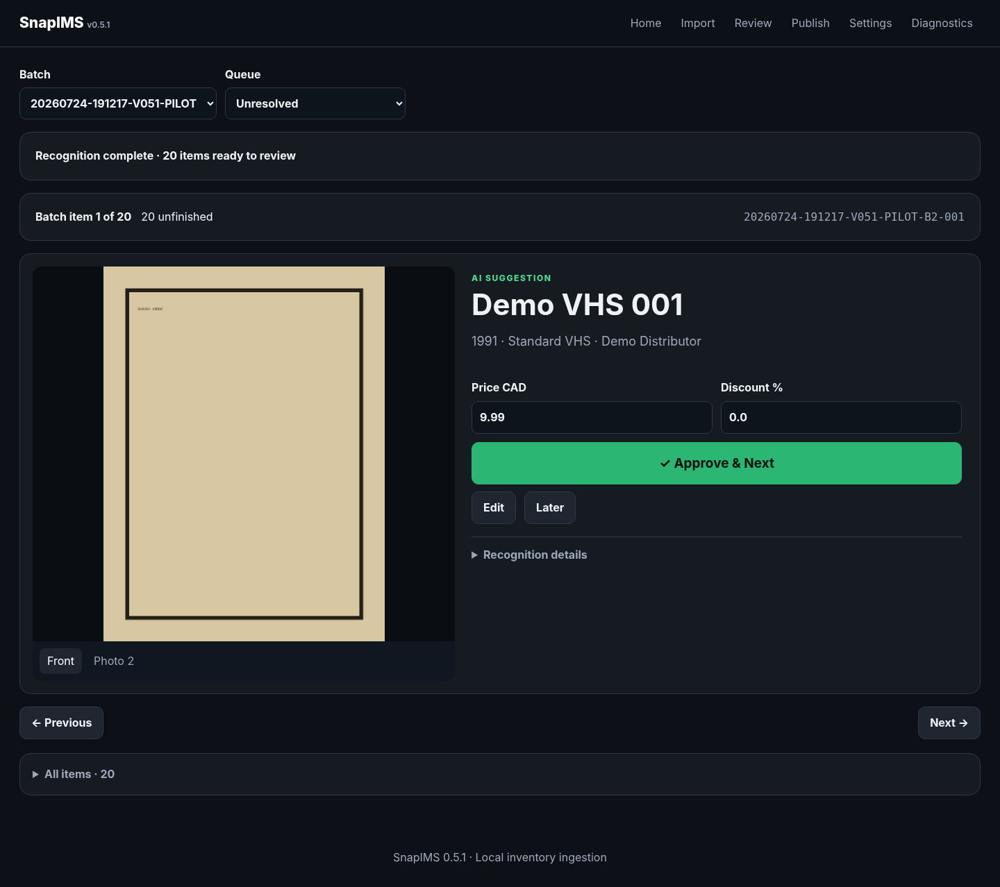 SnapIMS v0.5.1
Home Import Review Publish Settings Diagnostics
Batch Queue
20260724-191217-V051-PILOT Unresolved
Recognition complete · 20 items ready to review
Batch item 1 of 20 20 unfinished 20260724-191217-V051-PILOT-B2-001
AI SUGGESTION
Demo VHS 001
1991 · Standard VHS · Demo Distributor
Price CAD Discount %
9.99 0.0
✓ Approve & Next
Edit Later
▶ Recognition details
Front Photo 2
← Previous Next →
▶ All items · 20
SnapIMS 0.5.1 · Local inventory ingestion